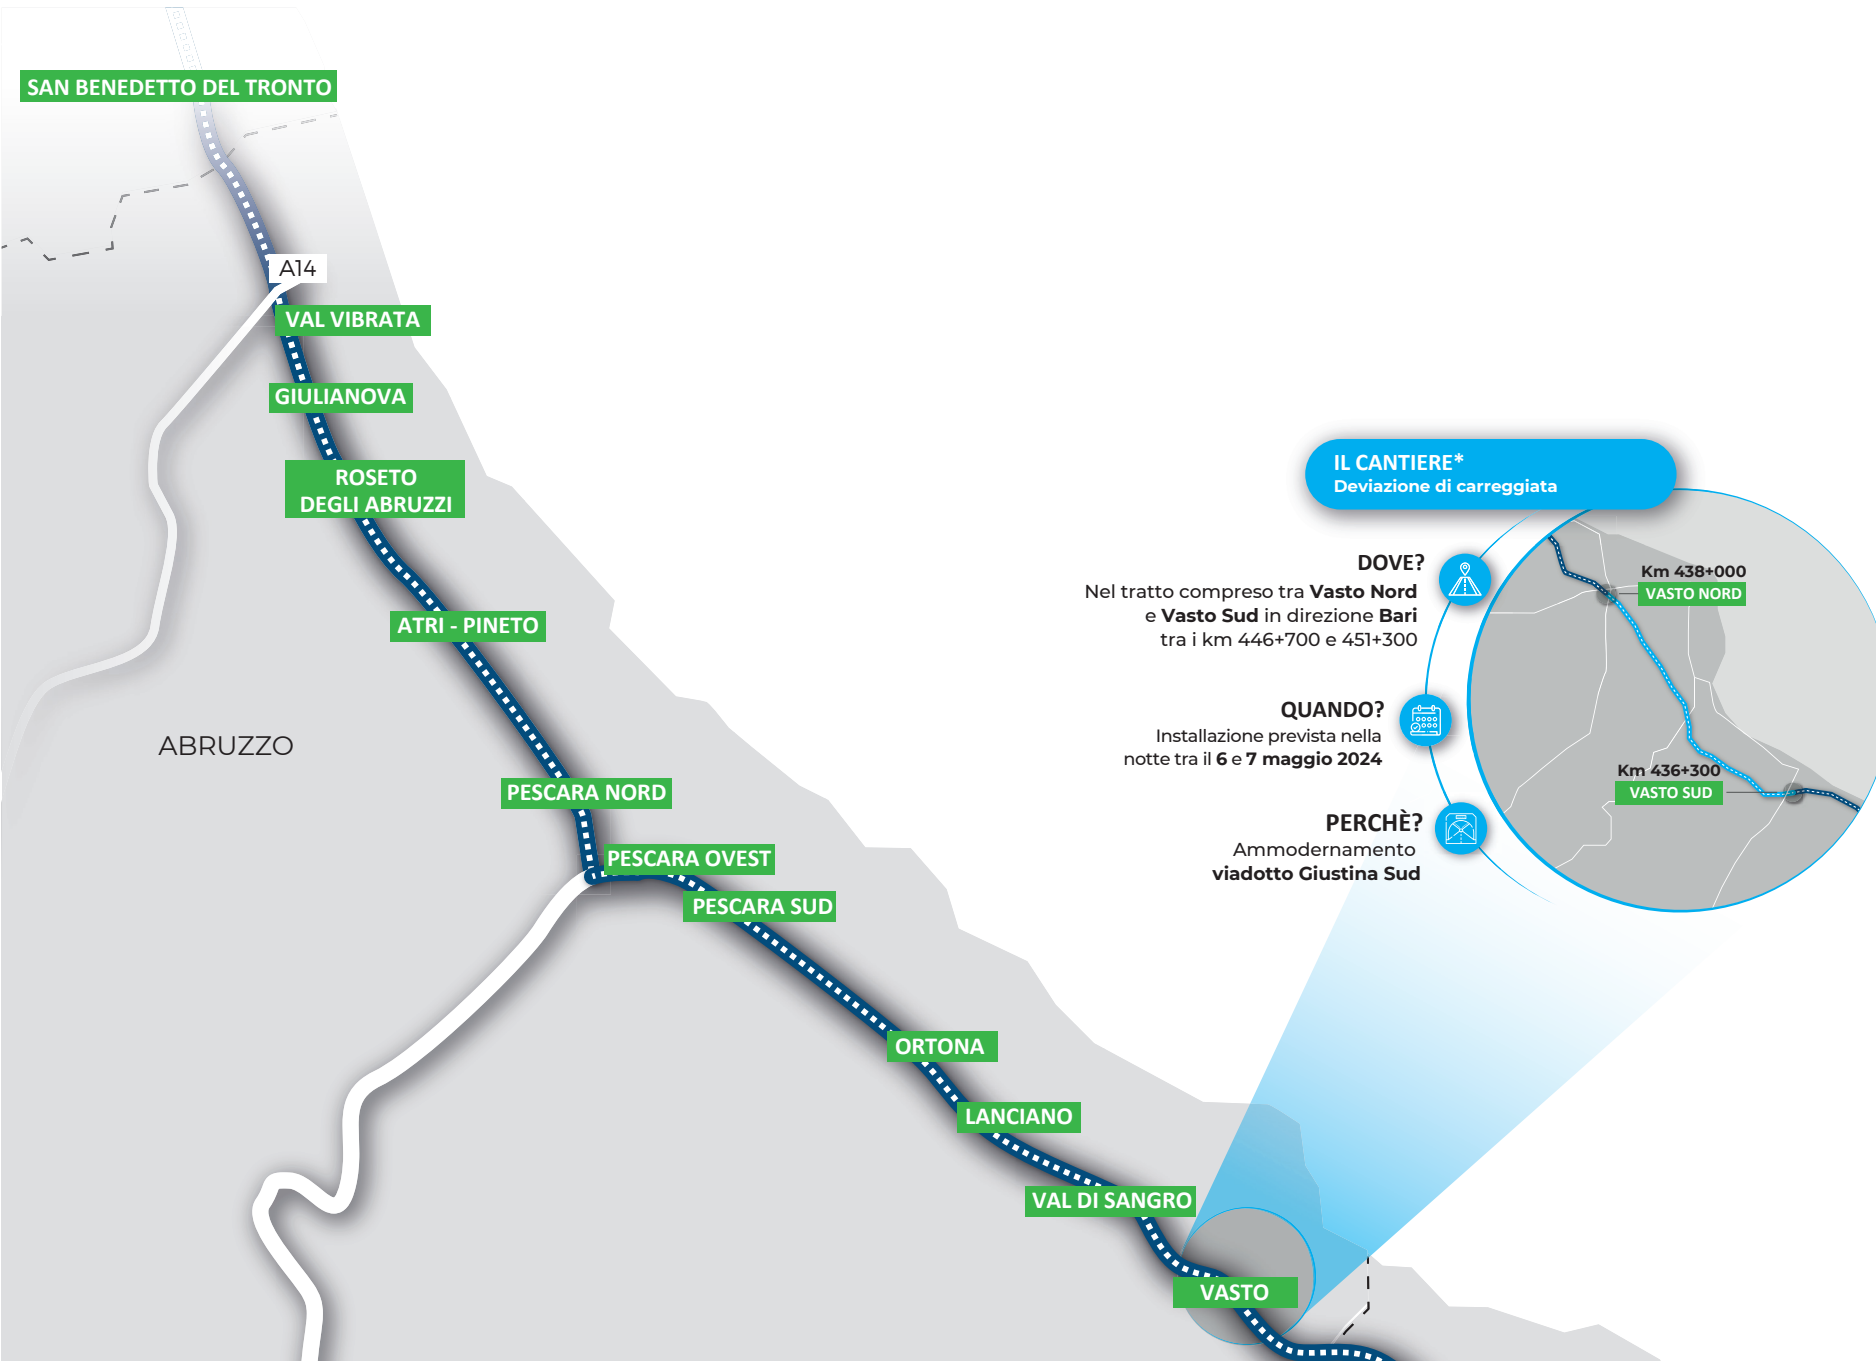 SAN BENEDETTO DEL TRONTO
A14
VAL VIBRATA
GIULIANOVA
ROSETO
DEGLI ABRUZZI
ATRI - PINETO
ABRUZZO
PESCARA NORD
PESCARA OVEST
PESCARA SUD
ORTONA
LANCIANO
VAL DI SANGRO
VASTO
IL CANTIERE*
Deviazione di carreggiata
DOVE?
Nel tratto compreso tra Vasto Nord
e Vasto Sud in direzione Bari
tra i km 446+700 e 451+300
QUANDO?
Installazione prevista nella
notte tra il 6 e 7 maggio 2024
PERCHÈ?
Ammodernamento
viadotto Giustina Sud
Km 438+000
VASTO NORD
Km 436+300
VASTO SUD